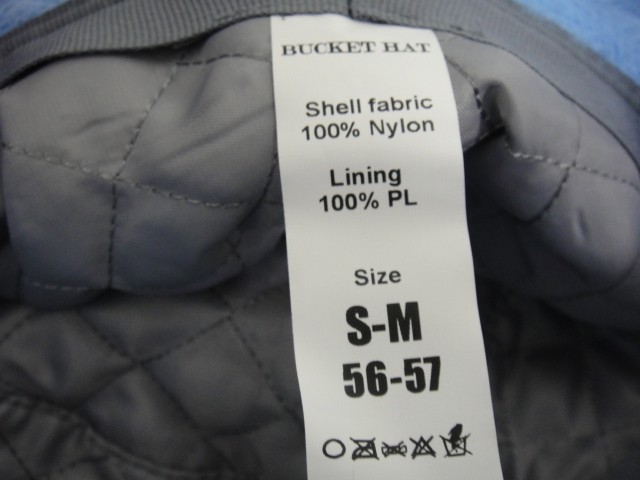 BUCKET HAT
Shell fabric
100% Nylon
Lining
100% PL
Size
S-M
56-57